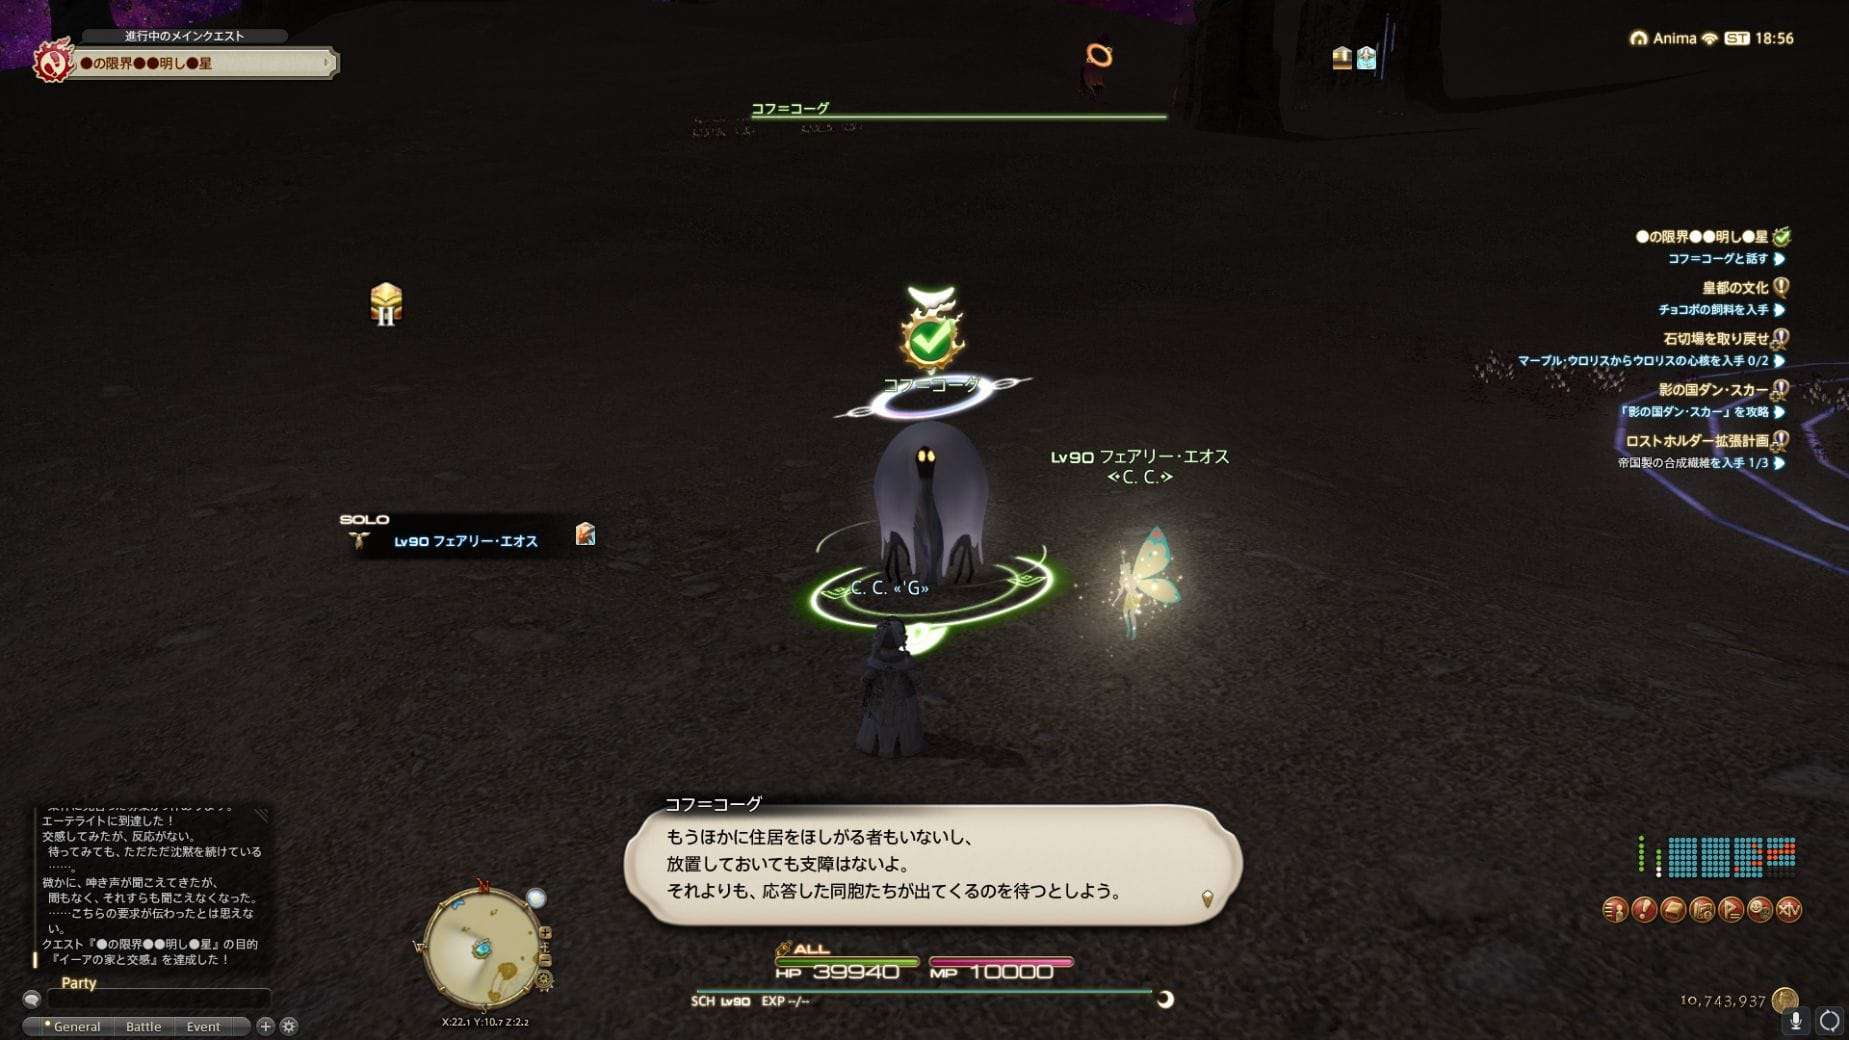 進行中のメインクエスト
●の限界●●明し●星
Anima ST 18:56
コフ＝コーグ
●の限界●●明し●星
コフ＝コーグと話す
皇都の文化
チョコボの飼料を入手
石切場を取り戻せ
マーブル・ウロリスからウロリスの心核を入手 0/2
影の国ダン・スカー
「影の国ダン・スカー」を攻略
ロストホルダー拡張計画
帝国製の合成繊維を入手 1/3
H
コフ＝コーグ
Lv90 フェアリー・エオス
«C. C.»
SOLO
Lv90 フェアリー・エオス
C. C. «'G»
コフ＝コーグ
もうほかに住居をほしがる者もいないし、
放置しておいても支障はないよ。
それよりも、応答した同胞たちが出てくるのを待つとしよう。
エーテライトに到達した！
交感してみたが、反応がない。
待ってみても、ただただ沈黙を続けている
……。
微かに、呻き声が聞こえてきたが、
間もなく、それすらも聞こえなくなった。
……こちらの要求が伝わったとは思えな
い。
クエスト『●の限界●●明し●星』の目的
『イーアの家と交感』を達成した！
Party
General Battle Event
N
W
S
X:22.1 Y:10.7 Z:2.2
ALL
HP 39940 MP 10000
SCH Lv90 EXP --/--
XIV
10,743,937